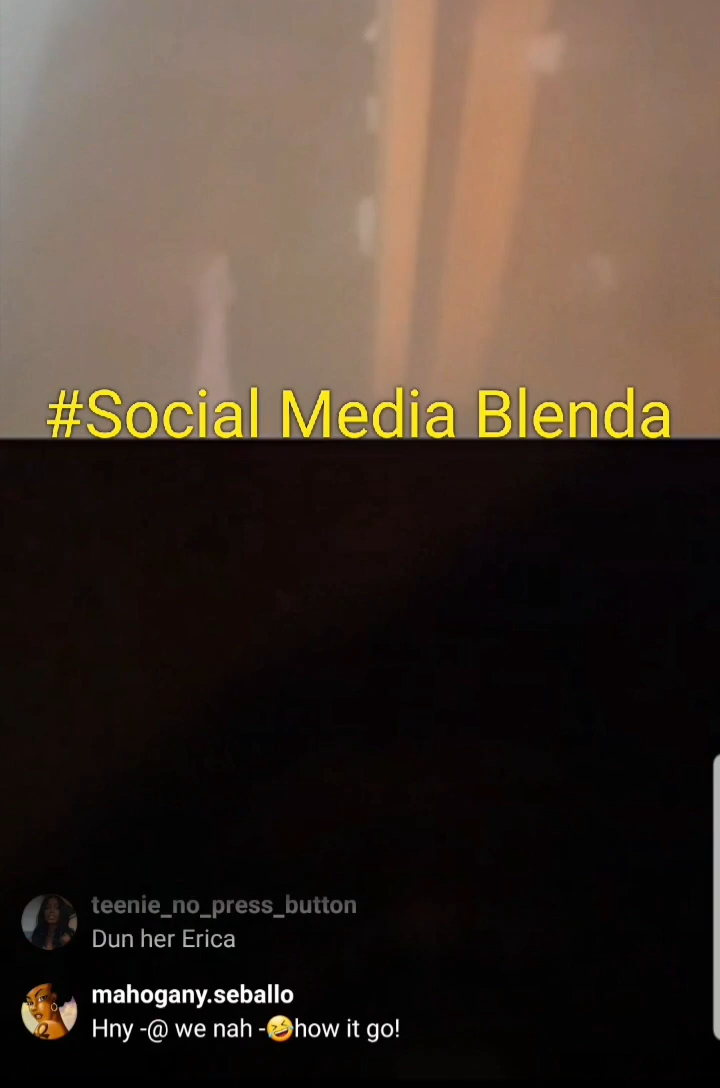 #Social Media Blenda
teenie_no_press_button
Dun her Erica
mahogany.seballo
Hny -@ we nah -🤣how it go!